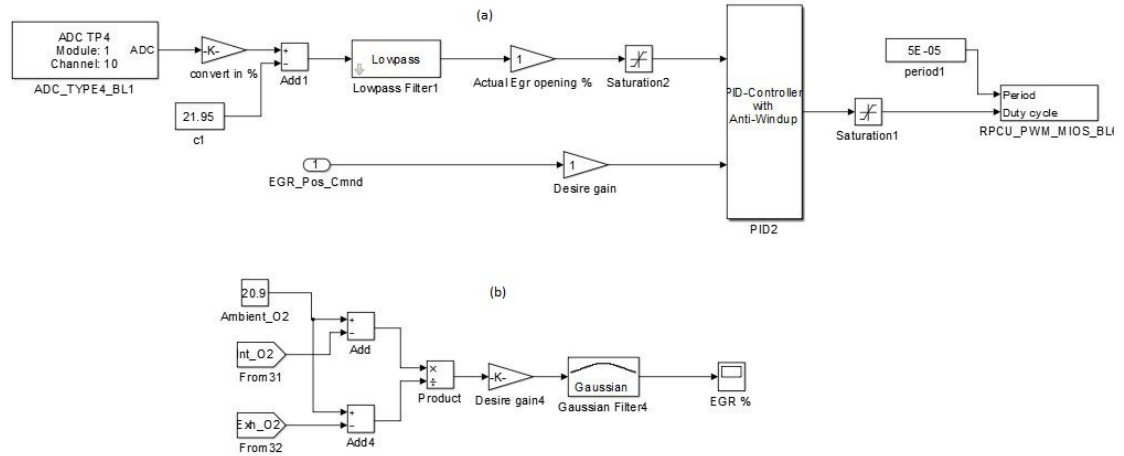 (a)
ADC TP4
Module: 1
Channel: 10
ADC
ADC_TYPE4_BL1
-K-
convert in %
+
−
Add1
21.95
c1
Lowpass
Lowpass Filter1
1
Actual Egr opening %
Saturation2
1
EGR_Pos_Cmnd
1
Desire gain
PID-Controller
with
Anti-Windup
PID2
Saturation1
5E-05
period1
Period
Duty cycle
RPCU_PWM_MIOS_BL6
(b)
20.9
Ambient_O2
+
−
Add
Int_O2
From31
Exh_O2
From32
+
−
Add4
×
÷
Product
-K-
Desire gain4
Gaussian
Gaussian Filter4
EGR %